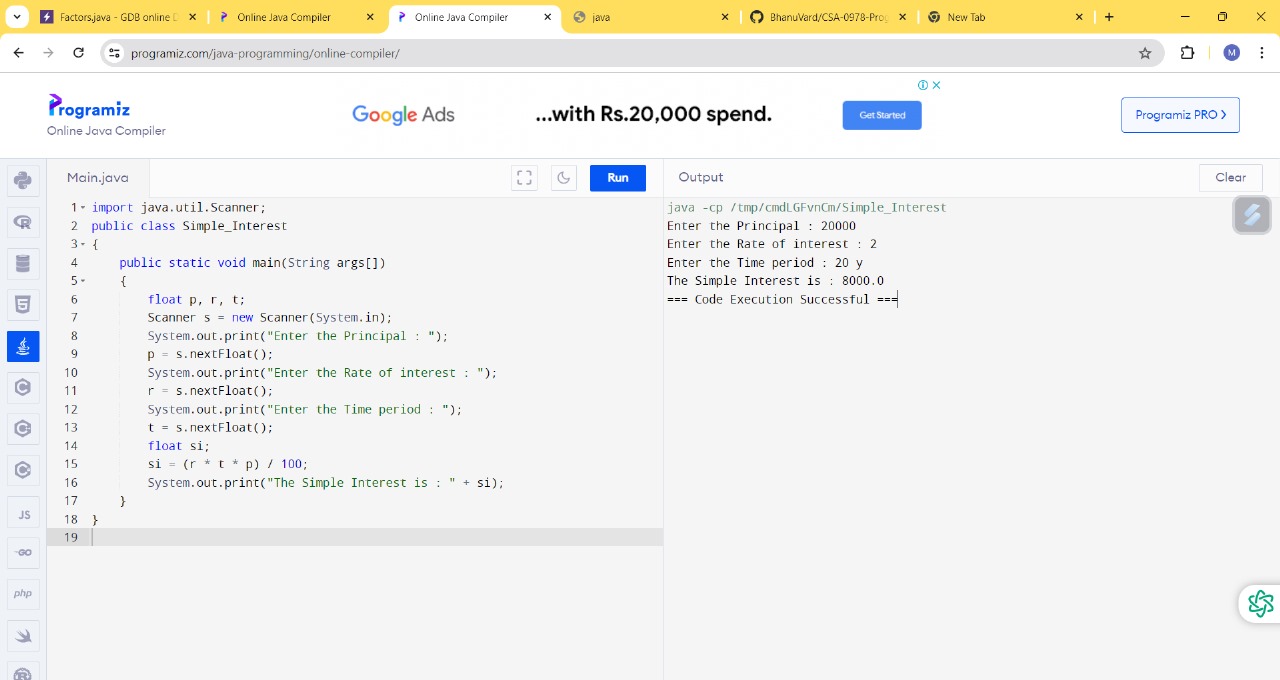 Factors.java - GDB online D
Online Java Compiler
Online Java Compiler
java
BhanuVard/CSA-0978-Prog
New Tab
programiz.com/java-programming/online-compiler/
M
Programiz
Online Java Compiler
Google Ads
...with Rs.20,000 spend.
Get Started
Programiz PRO >
Main.java
Run
Output
Clear
1 import java.util.Scanner;
2 public class Simple_Interest
3 {
4 public static void main(String args[])
5 {
6 float p, r, t;
7 Scanner s = new Scanner(System.in);
8 System.out.print("Enter the Principal : ");
9 p = s.nextFloat();
10 System.out.print("Enter the Rate of interest : ");
11 r = s.nextFloat();
12 System.out.print("Enter the Time period : ");
13 t = s.nextFloat();
14 float si;
15 si = (r * t * p) / 100;
16 System.out.print("The Simple Interest is : " + si);
17 }
18 }
19
java -cp /tmp/cmdLGFvnCm/Simple_Interest
Enter the Principal : 20000
Enter the Rate of interest : 2
Enter the Time period : 20 y
The Simple Interest is : 8000.0
=== Code Execution Successful ===
JS
GO
php